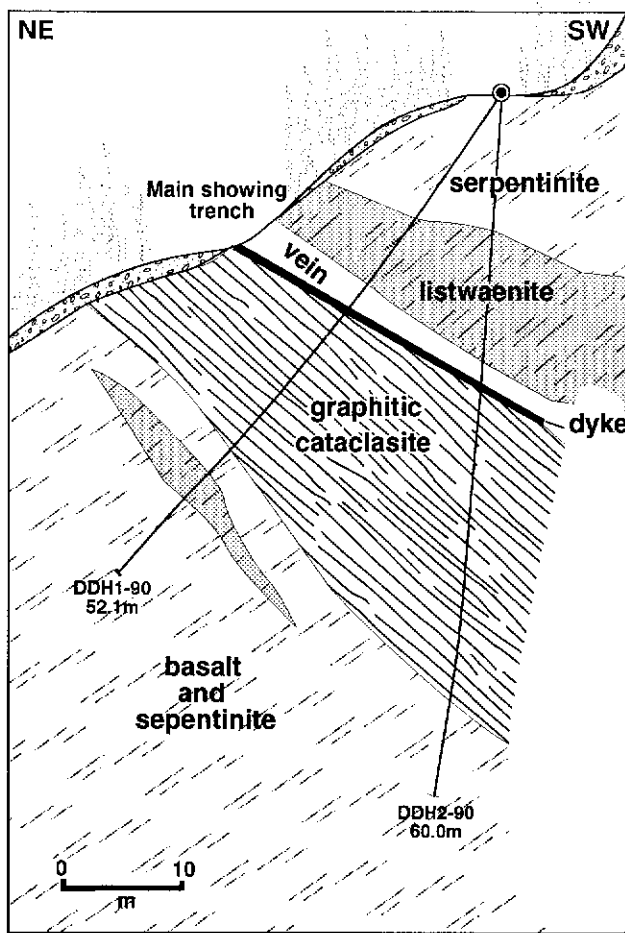 NE
SW
serpentinite
Main showing
trench
vein
listwaenite
graphitic
cataclasite
dyke
DDH1-90
52.1m
basalt
and
sepentinite
DDH2-90
60.0m
0 10
m